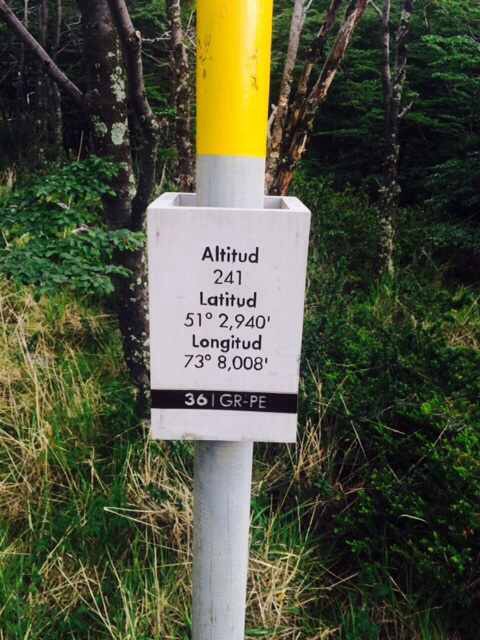 Altitud
241
Latitud
51° 2,940'
Longitud
73° 8,008'
36 | GR-PE